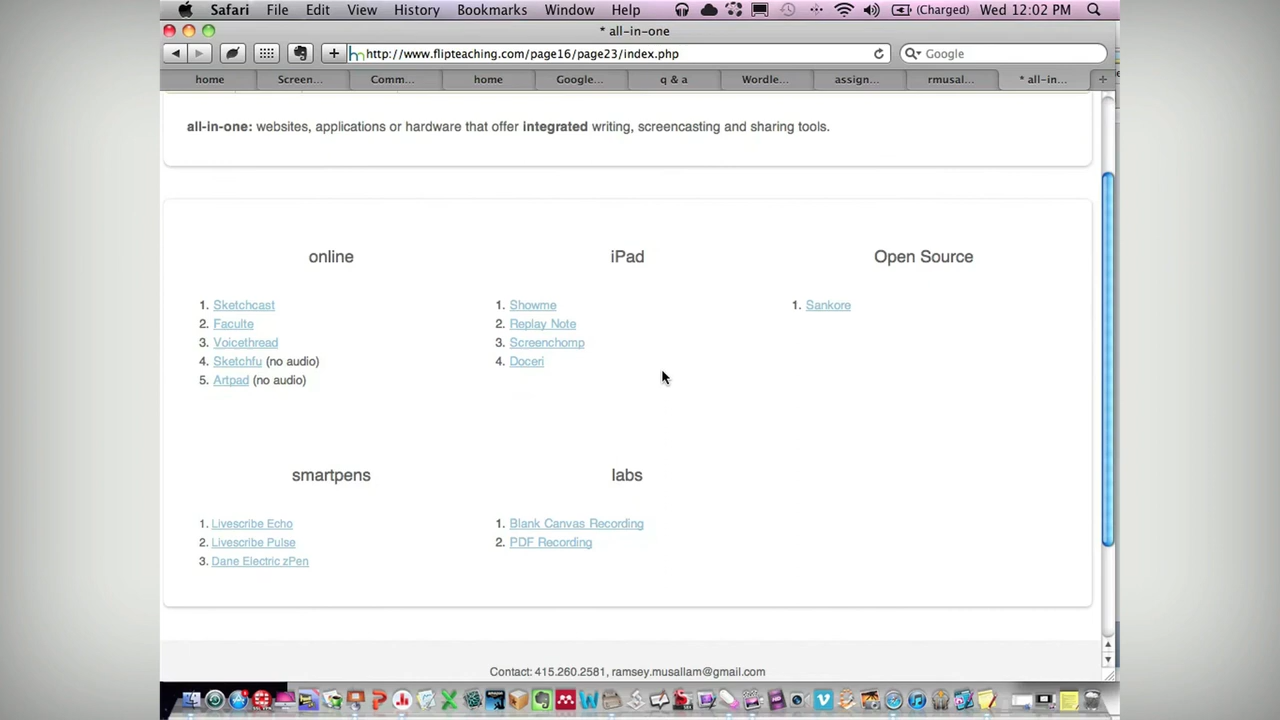 Safari File Edit View History Bookmarks Window Help (Charged) Wed 12:02 PM
* all-in-one
http://www.flipteaching.com/page16/page23/index.php Google
home Screen... Comm... home Google... q & a Wordle... assign... rmusal... * all-in...
all-in-one: websites, applications or hardware that offer integrated writing, screencasting and sharing tools.
online
1. Sketchcast
2. Faculte
3. Voicethread
4. Sketchfu (no audio)
5. Artpad (no audio)
iPad
1. Showme
2. Replay Note
3. Screenchomp
4. Doceri
Open Source
1. Sankore
smartpens
1. Livescribe Echo
2. Livescribe Pulse
3. Dane Electric zPen
labs
1. Blank Canvas Recording
2. PDF Recording
Contact: 415.260.2581, ramsey.musallam@gmail.com